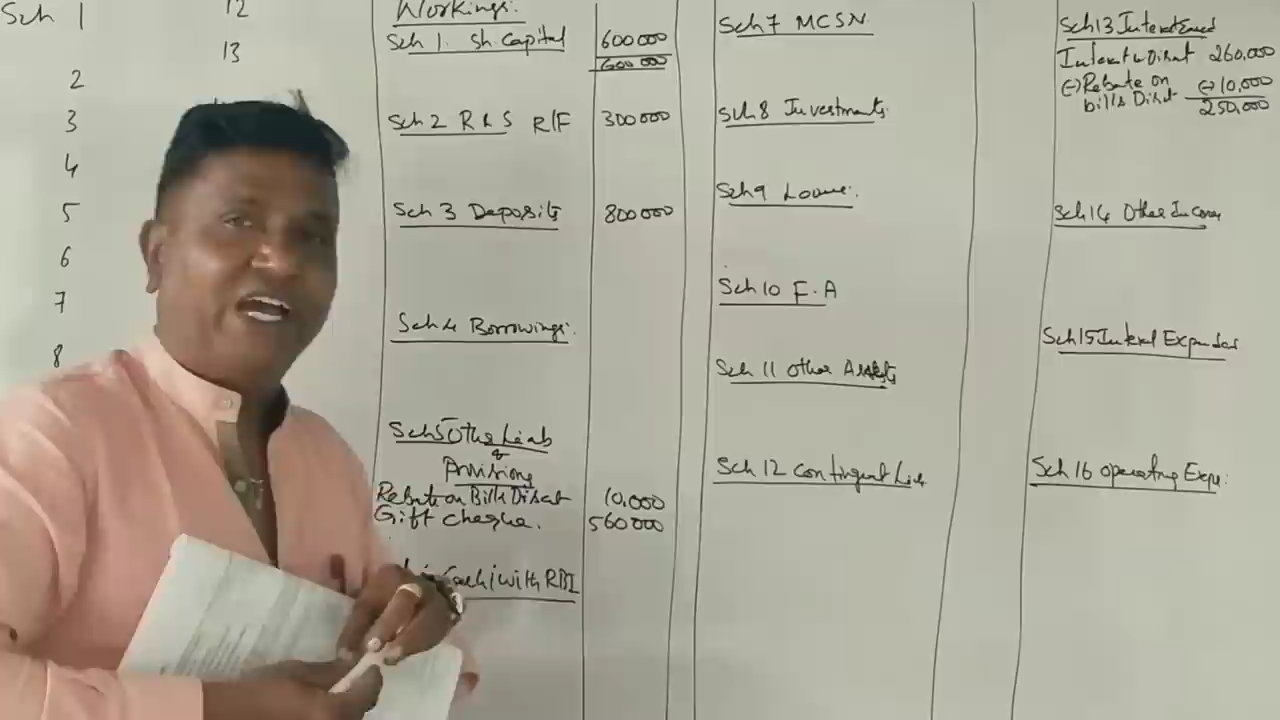 Sch 1
2
3
4
5
6
7
8
12
13
Workings:
Sch 1. Sh. Capital 600000
600000
Sch 2 R&S R/F 300000
Sch 3 Deposits 800000
Sch 4 Borrowings:
Sch 5 Other Liab
&
Provisions
Rebate on Bills Disct 10,000
Gift Cheque. 560000
Cash/with RBI
Sch 7 MCSN.
Sch 8 Investments
Sch 9 Loans:
Sch 10 F.A
Sch 11 Other Assets
Sch 12 Contingent Lia
Sch 13 Interest Earned
Interest & Disct 260,000
(-) Rebate on (-) 10,000
bills Disct 250,000
Sch 14 Other Income
Sch 15 Interest Expended
Sch 16 Operating Expe: